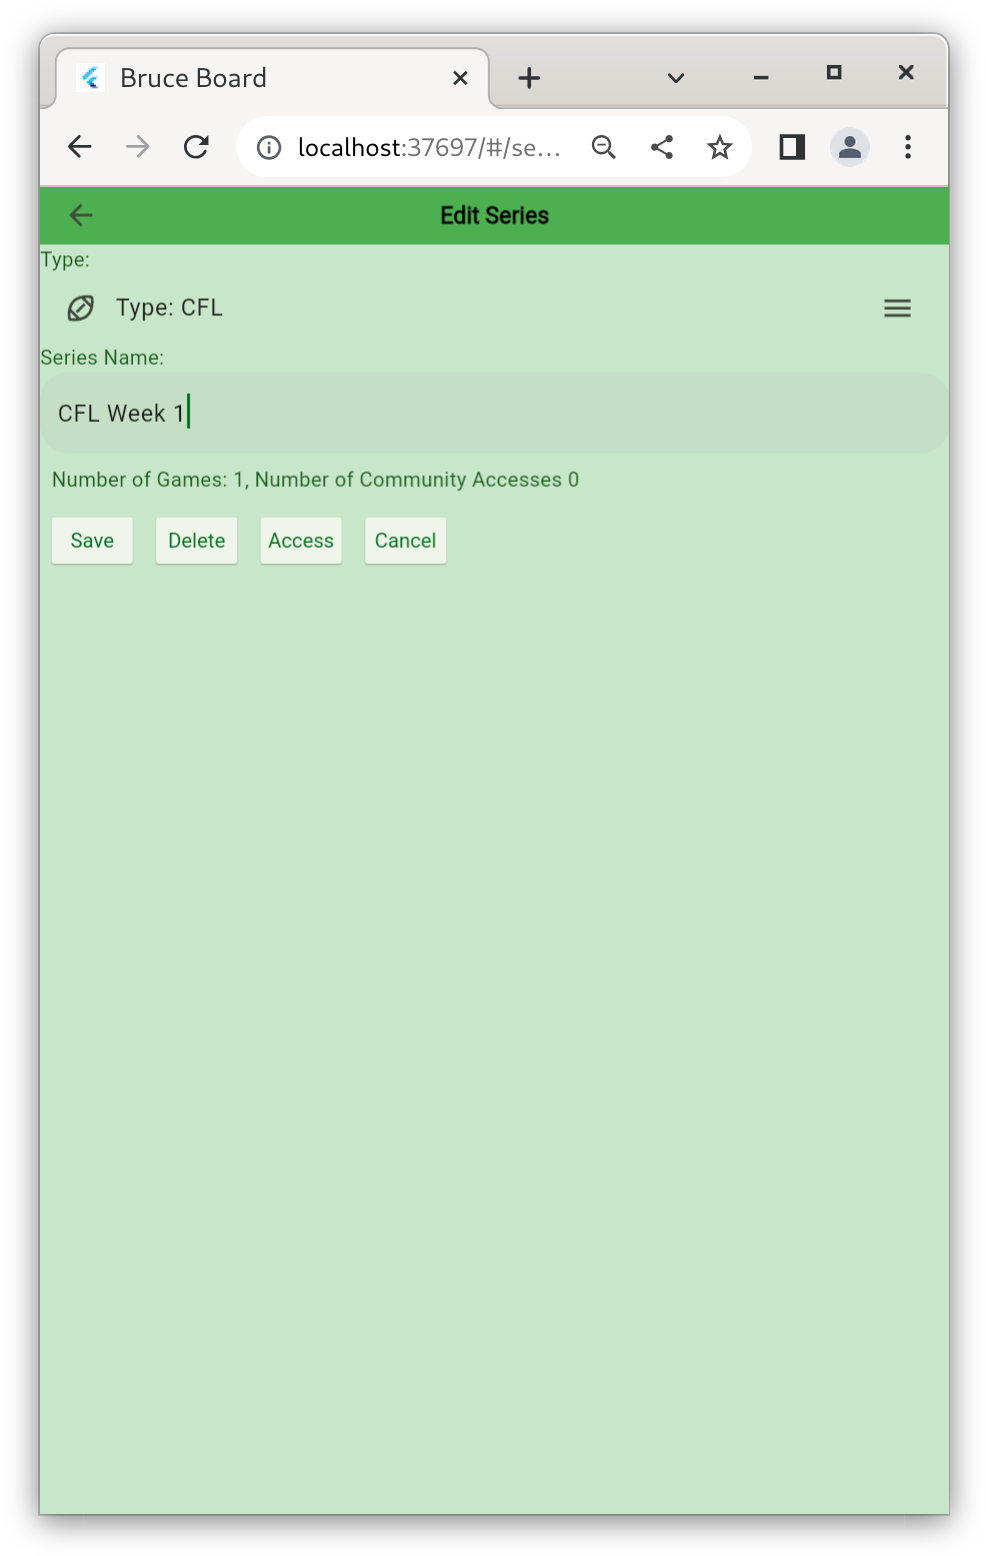 Bruce Board
localhost:37697/#/se...
Edit Series
Type:
Type: CFL
Series Name:
CFL Week 1
Number of Games: 1, Number of Community Accesses 0
Save Delete Access Cancel